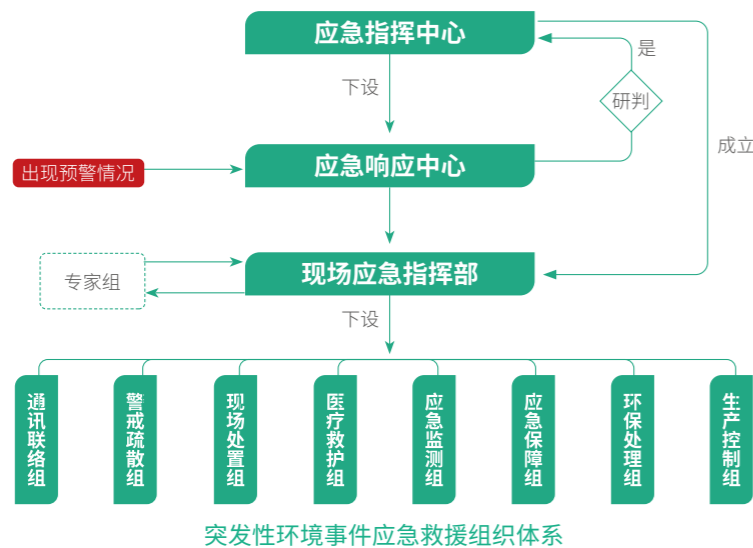 应急指挥中心
是
下设
研判
成立
应急响应中心
出现预警情况
现场应急指挥部
专家组
下设
通讯联络组
警戒疏散组
现场处置组
医疗救护组
应急监测组
应急保障组
环保处理组
生产控制组
突发性环境事件应急救援组织体系